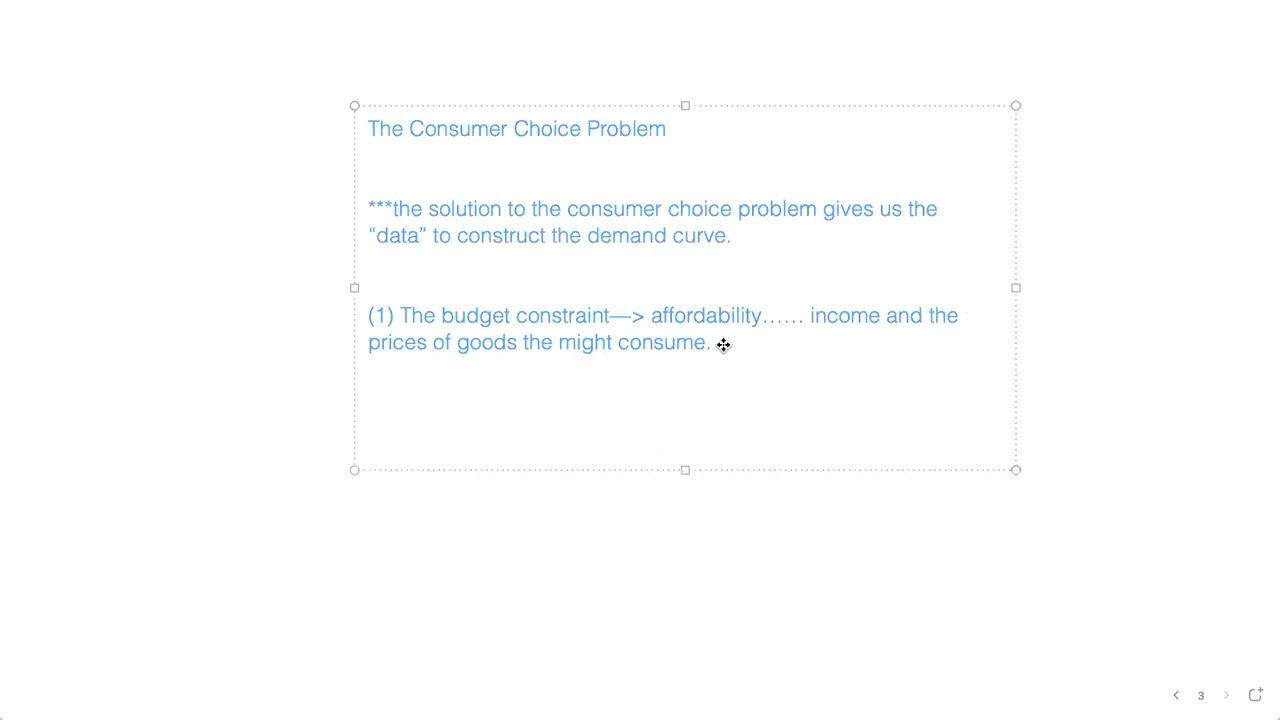 The Consumer Choice Problem
***the solution to the consumer choice problem gives us the
“data” to construct the demand curve.
(1) The budget constraint—> affordability…… income and the
prices of goods the might consume.
3